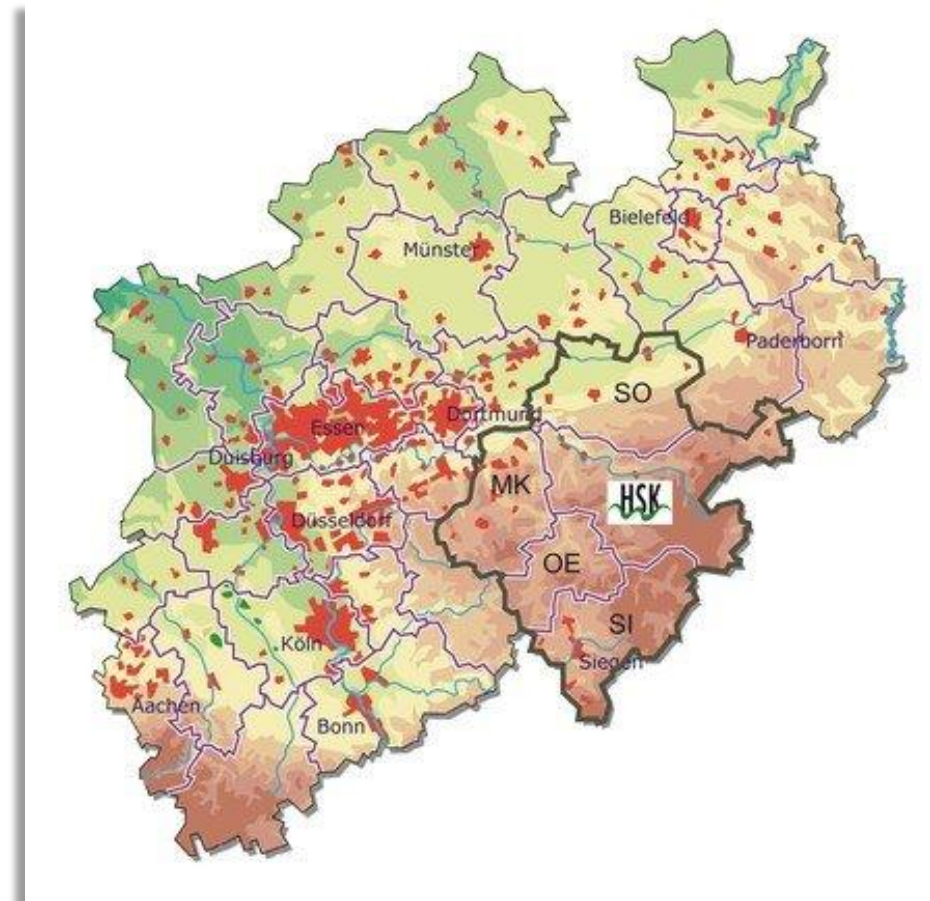 Bielefeld
Münster
Paderborn
SO
Dortmund
Essen
Duisburg
MK
HSK
Düsseldorf
OE
SI
Köln
Siegen
Aachen
Bonn